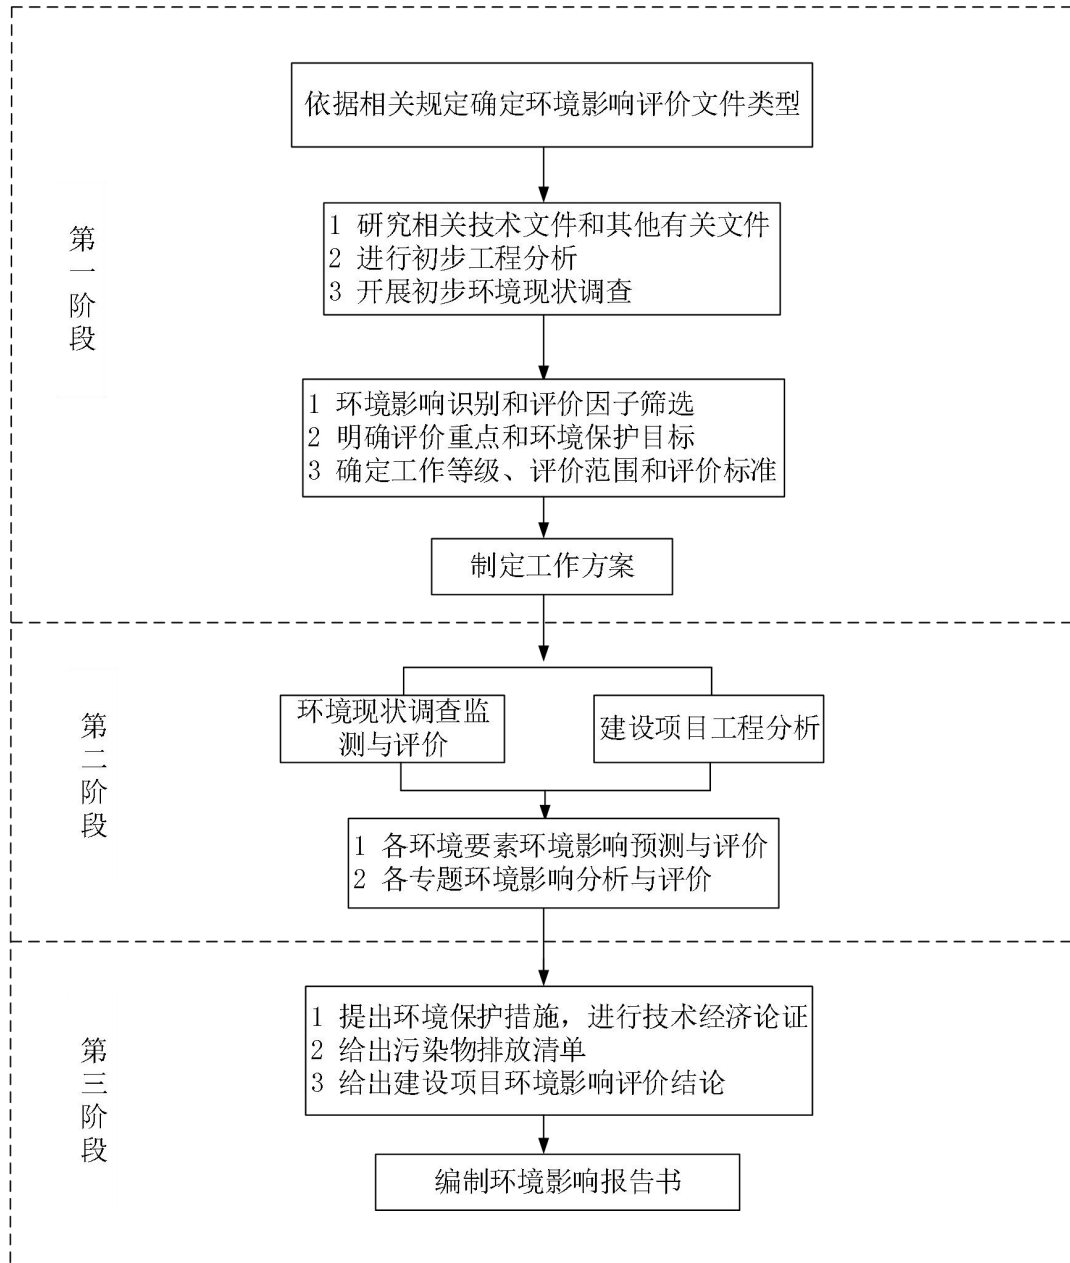 依据相关规定确定环境影响评价文件类型
第一阶段
1 研究相关技术文件和其他有关文件
2 进行初步工程分析
3 开展初步环境现状调查
1 环境影响识别和评价因子筛选
2 明确评价重点和环境保护目标
3 确定工作等级、评价范围和评价标准
制定工作方案
第二阶段
环境现状调查监
测与评价
建设项目工程分析
1 各环境要素环境影响预测与评价
2 各专题环境影响分析与评价
第三阶段
1 提出环境保护措施，进行技术经济论证
2 给出污染物排放清单
3 给出建设项目环境影响评价结论
编制环境影响报告书